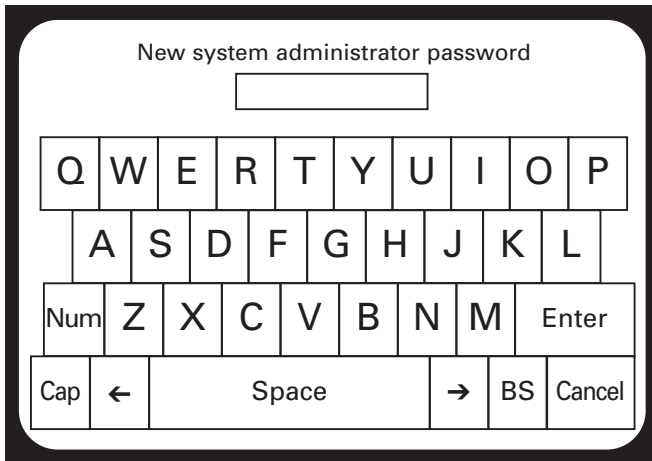 New system administrator password
Q W E R T Y U I O P
A S D F G H J K L
Num Z X C V B N M Enter
Cap ← Space → BS Cancel